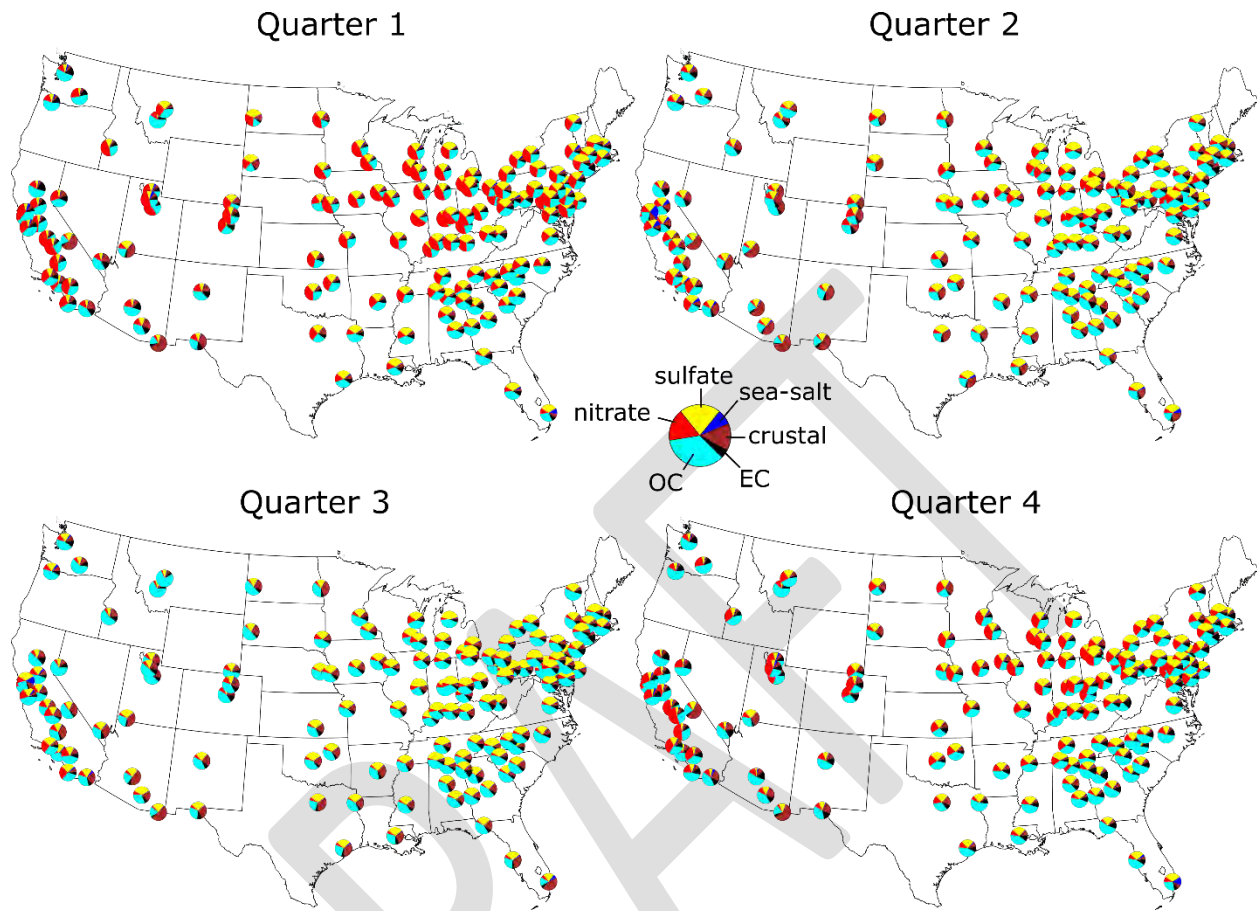 Quarter 1
Quarter 2
sulfate
sea-salt
nitrate
crustal
OC
EC
Quarter 3
Quarter 4
DRAFT